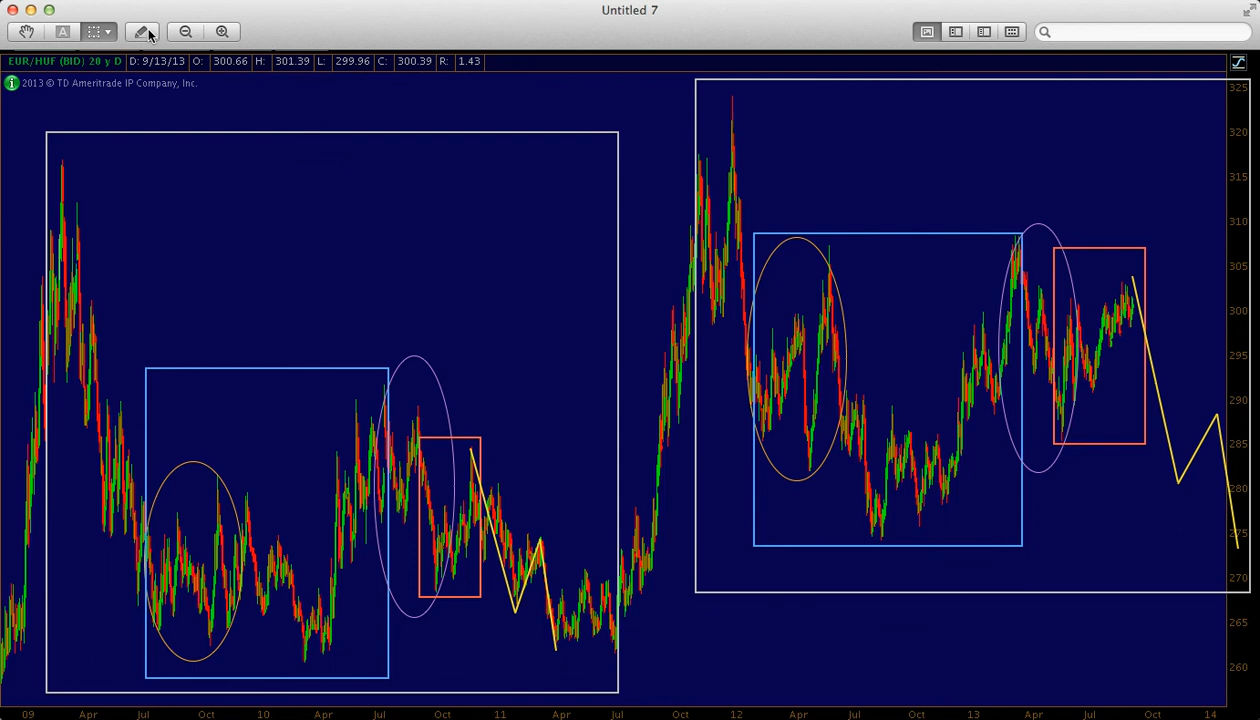 Untitled 7
A
EUR/HUF (BID) 20 y D D: 9/13/13 O: 300.66 H: 301.39 L: 299.96 C: 300.39 R: 1.43
i 2013 © TD Ameritrade IP Company, Inc.
325
320
315
310
305
300
295
290
285
280
275
270
265
260
09 Apr Jul Oct 10 Apr Jul Oct 11 Apr Jul Oct 12 Apr Jul Oct 13 Apr Jul Oct 14